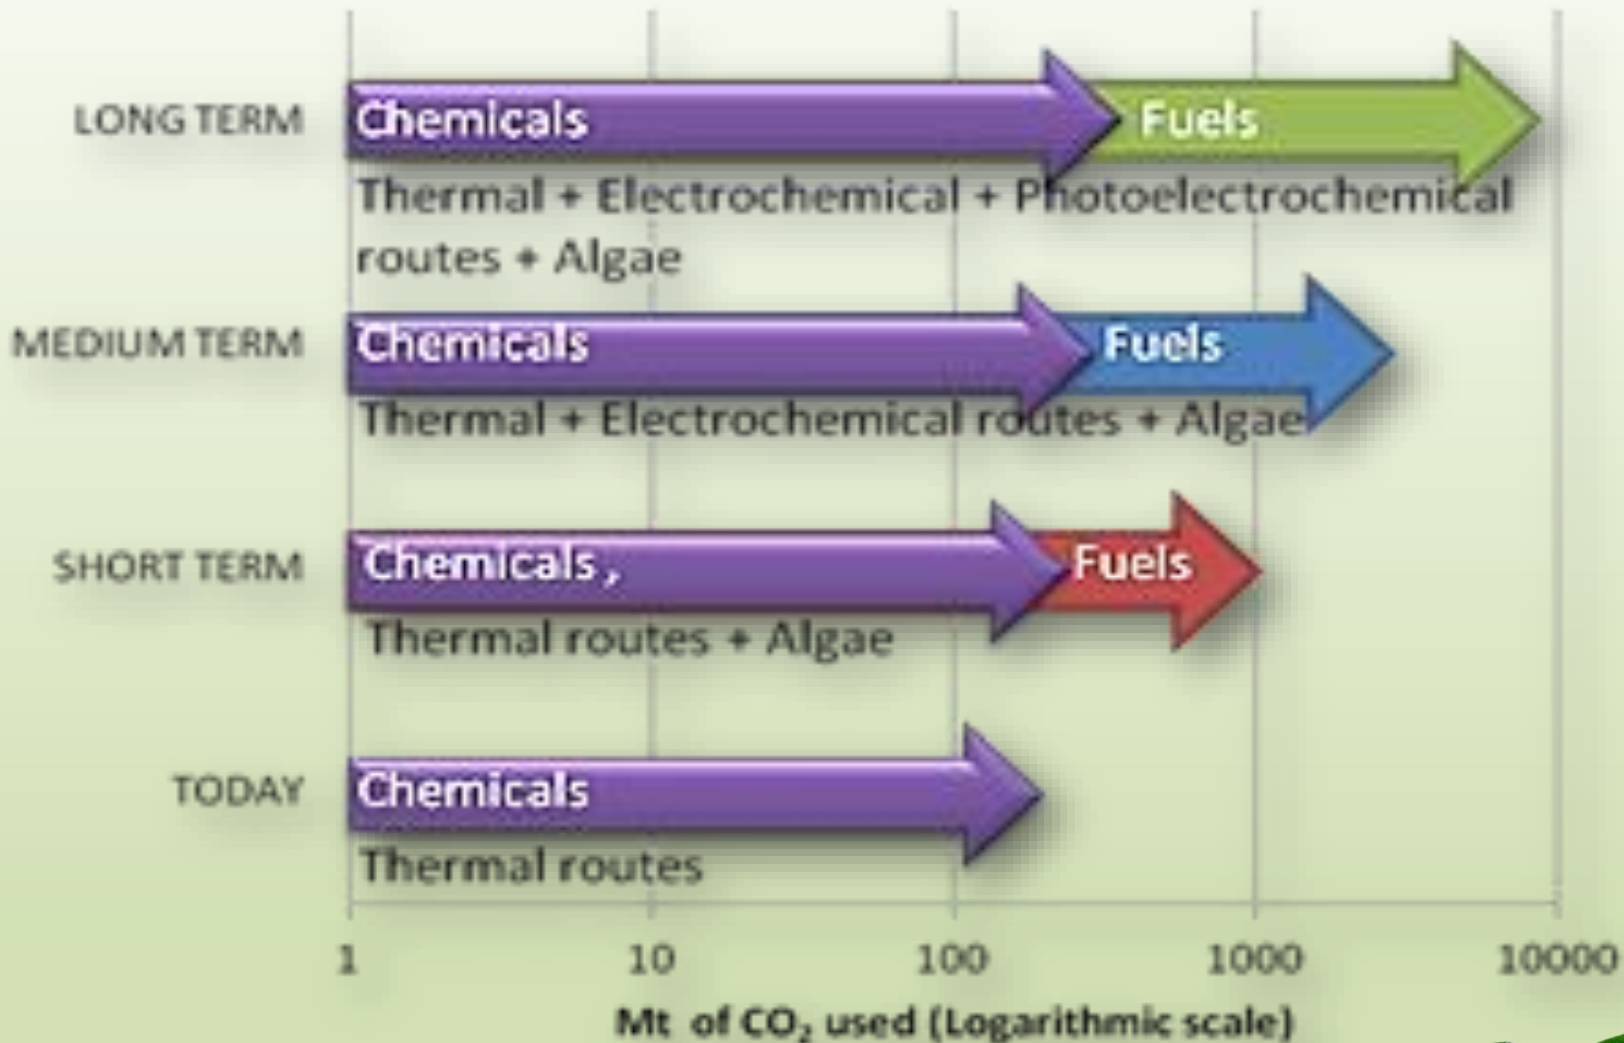 LONG TERM
Chemicals
Fuels
Thermal + Electrochemical + Photoelectrochemical
routes + Algae
MEDIUM TERM
Chemicals
Fuels
Thermal + Electrochemical routes + Algae
SHORT TERM
Chemicals ,
Fuels
Thermal routes + Algae
TODAY
Chemicals
Thermal routes
1 10 100 1000 10000
Mt of CO₂ used (Logarithmic scale)